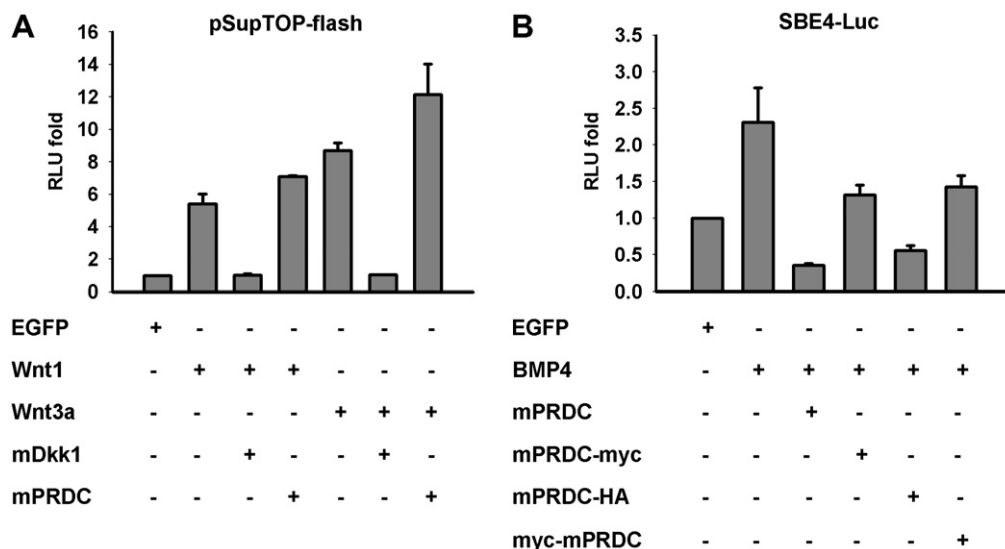 A
pSupTOP-flash
RLU fold
16
14
12
10
8
6
4
2
0
EGFP + - - - - - -
Wnt1 - + + + - - -
Wnt3a - - - - + + +
mDkk1 - - + - - + -
mPRDC - - - + - - +
B
SBE4-Luc
RLU fold
3.5
3.0
2.5
2.0
1.5
1.0
0.5
0.0
EGFP + - - - - -
BMP4 - + + + + +
mPRDC - - + - - -
mPRDC-myc - - - + - -
mPRDC-HA - - - - + -
myc-mPRDC - - - - - +